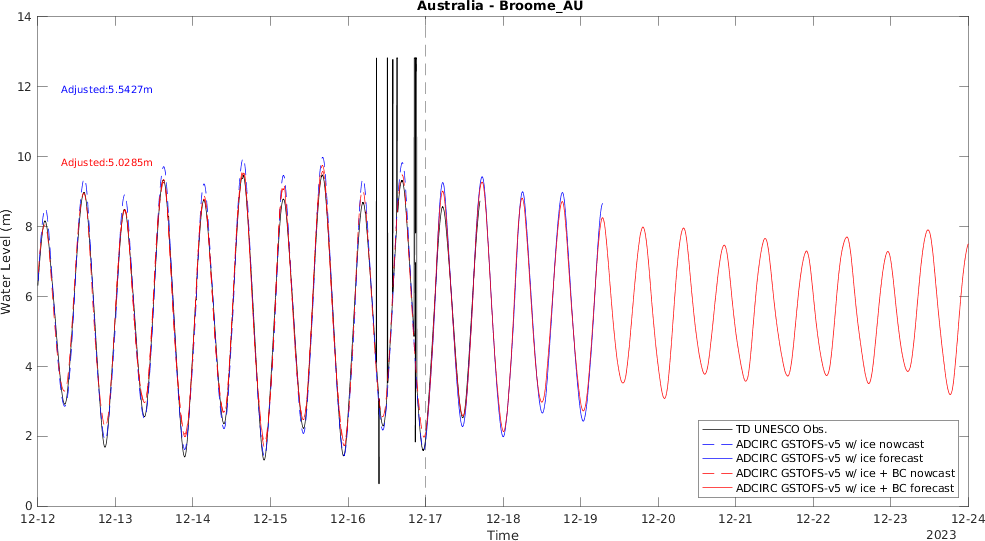 Australia - Broome_AU
14
12
10
8
6
4
2
0
Water Level (m)
Adjusted:5.5427m
Adjusted:5.0285m
TD UNESCO Obs.
ADCIRC GSTOFS-v5 w/ ice nowcast
ADCIRC GSTOFS-v5 w/ ice forecast
ADCIRC GSTOFS-v5 w/ ice + BC nowcast
ADCIRC GSTOFS-v5 w/ ice + BC forecast
12-12 12-13 12-14 12-15 12-16 12-17 12-18 12-19 12-20 12-21 12-22 12-23 12-24
Time
2023